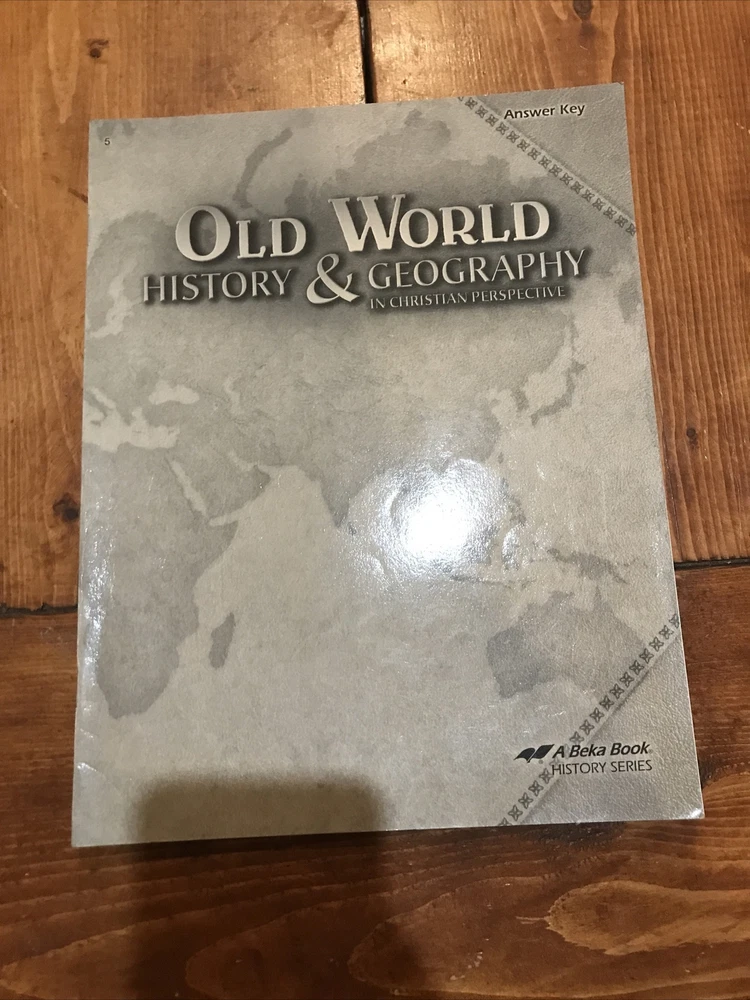 Answer Key
5
OLD WORLD
HISTORY & GEOGRAPHY
IN CHRISTIAN PERSPECTIVE
A BEKA BOOK®
HISTORY SERIES